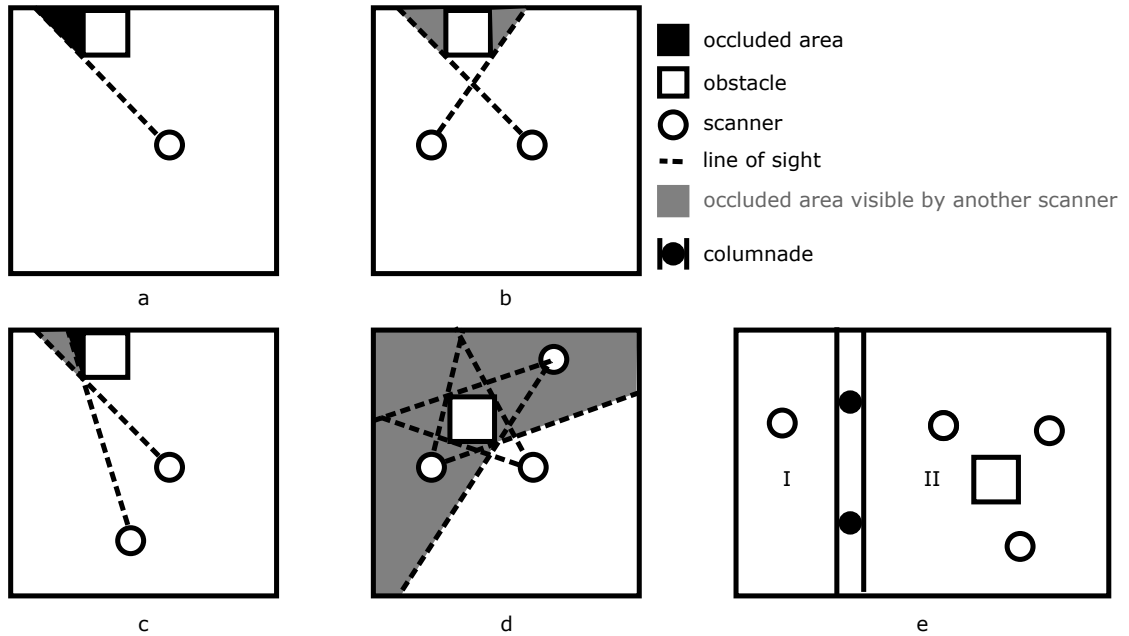 occluded area
obstacle
scanner
line of sight
occluded area visible by another scanner
columnade
a
b
I
II
c
d
e